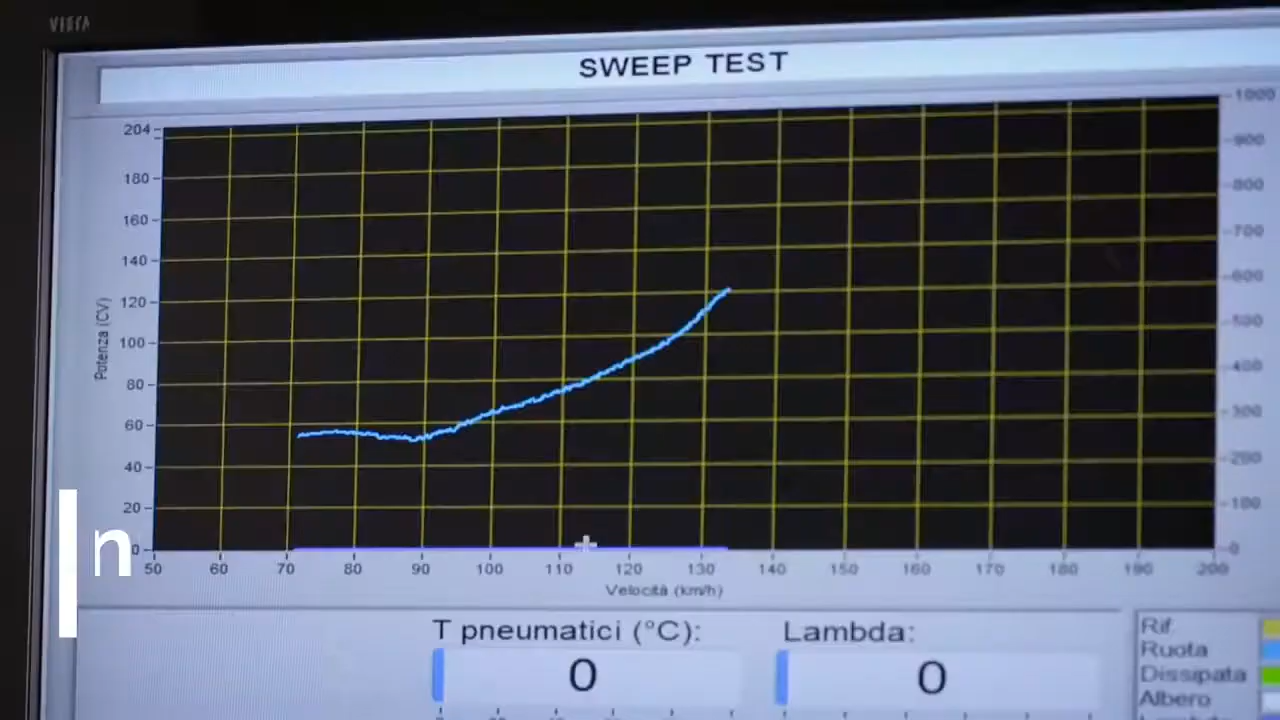 SWEEP TEST
204
180
160
140
120
100
80
60
40
20
0
Potenza (CV)
1000
900
800
700
600
500
400
300
200
100
0
50 60 70 80 90 100 110 120 130 140 150 160 170 180 190 200
Velocità (km/h)
In
T pneumatici (°C): Lambda:
0 0
Rif.
Ruota
Dissipata
Albero